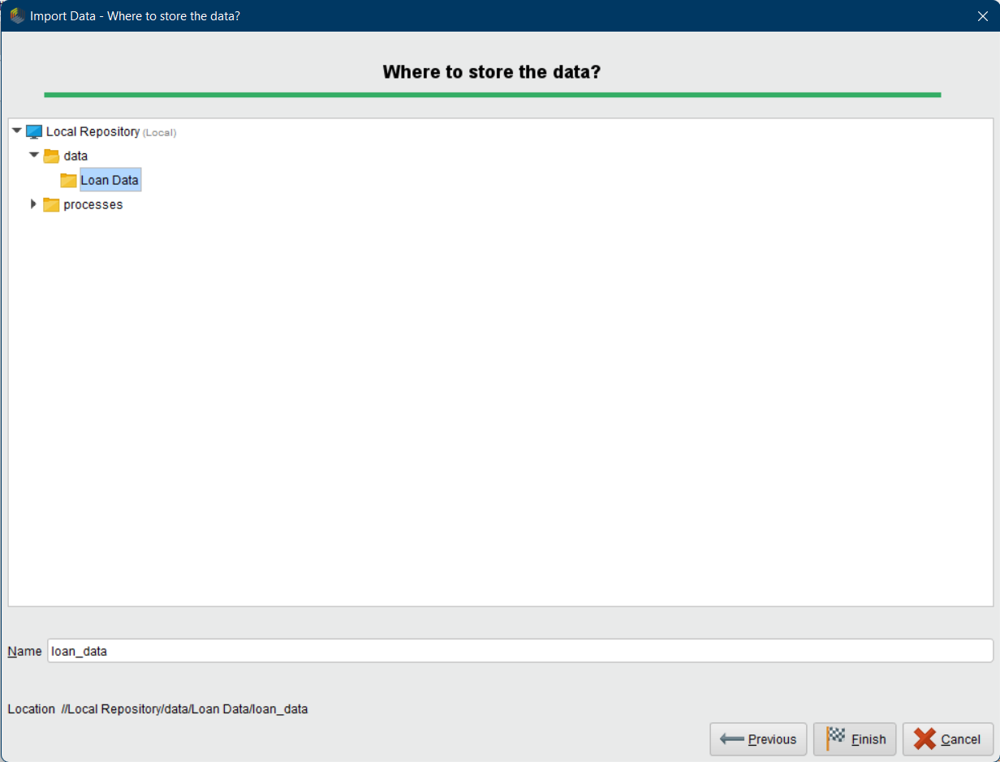 Import Data - Where to store the data?
Where to store the data?
Local Repository (Local)
data
Loan Data
processes
Name loan_data
Location //Local Repository/data/Loan Data/loan_data
Previous Finish Cancel